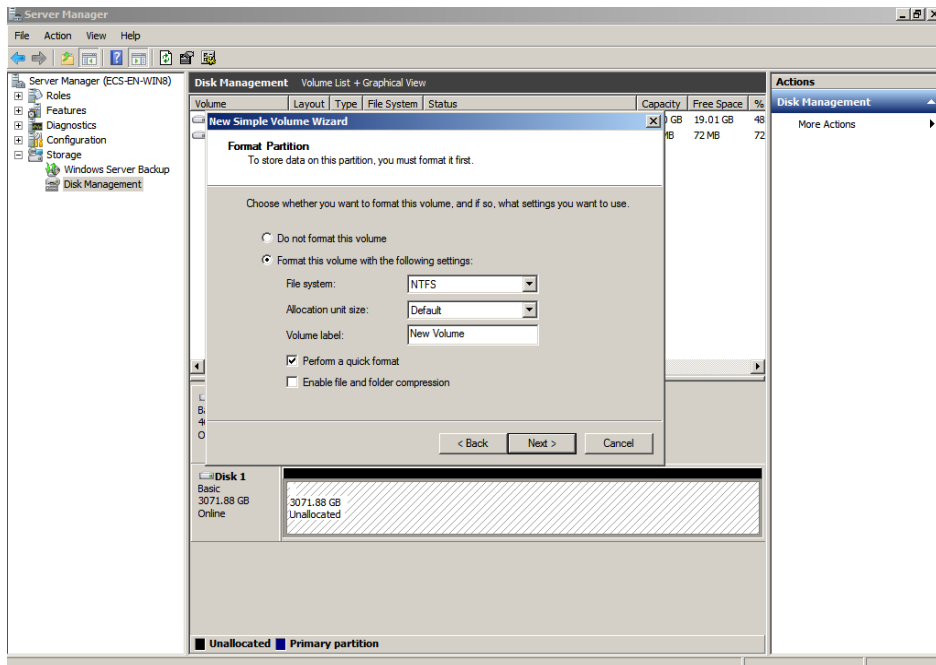 Server Manager
File Action View Help
Server Manager (ECS-EN-WIN8)
Roles
Features
Diagnostics
Configuration
Storage
Windows Server Backup
Disk Management
Disk Management Volume List + Graphical View
Volume Layout Type File System Status Capacity Free Space %
GB 19.01 GB 48
MB 72 MB 72
New Simple Volume Wizard
Format Partition
To store data on this partition, you must format it first.
Choose whether you want to format this volume, and if so, what settings you want to use.
Do not format this volume
Format this volume with the following settings:
File system: NTFS
Allocation unit size: Default
Volume label: New Volume
Perform a quick format
Enable file and folder compression
< Back Next > Cancel
Disk 1
Basic
3071.88 GB
Online
3071.88 GB
Unallocated
Unallocated Primary partition
Actions
Disk Management
More Actions